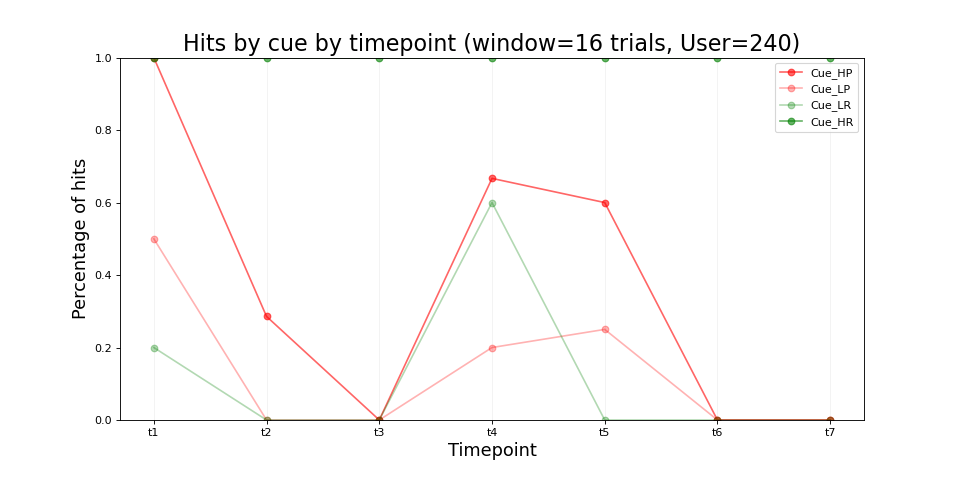 Hits by cue by timepoint (window=16 trials, User=240)
Percentage of hits
1.0
0.8
0.6
0.4
0.2
0.0
Cue_HP
Cue_LP
Cue_LR
Cue_HR
t1 t2 t3 t4 t5 t6 t7
Timepoint